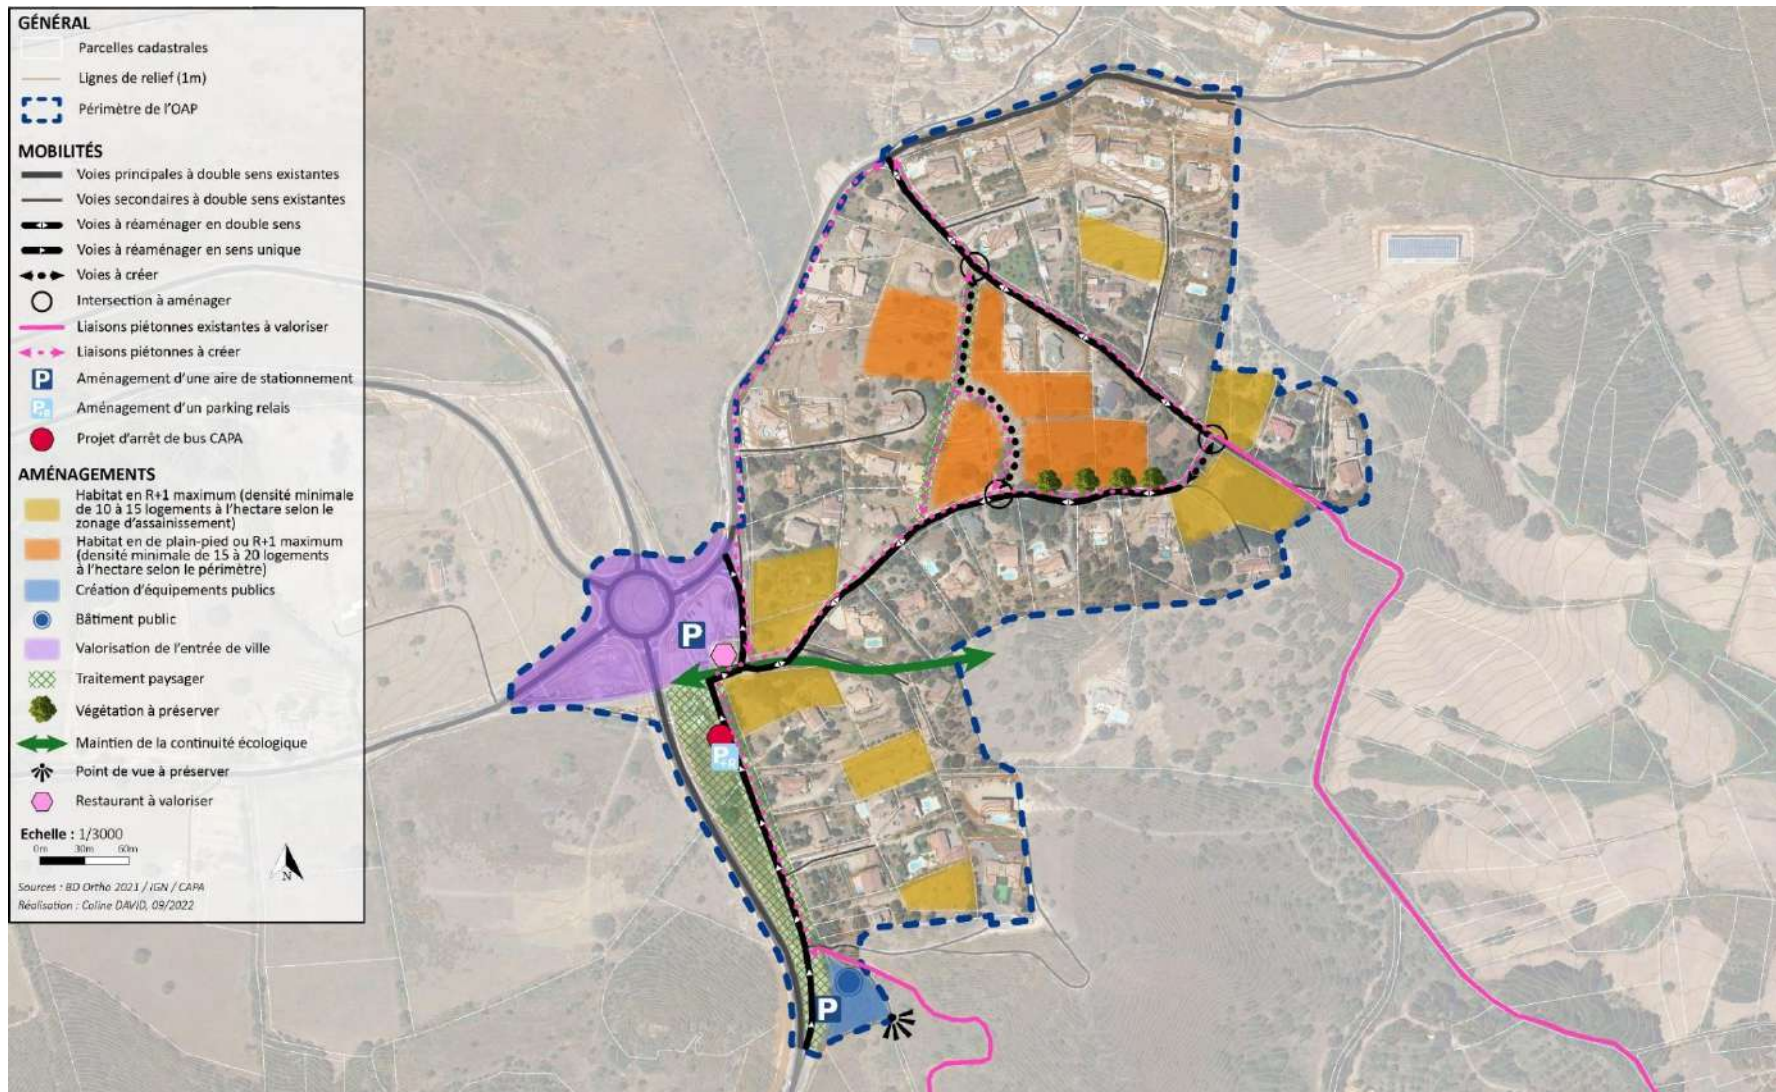 GÉNÉRAL
Parcelles cadastrales
Lignes de relief (1m)
Périmètre de l'OAP
MOBILITÉS
Voies principales à double sens existantes
Voies secondaires à double sens existantes
Voies à réaménager en double sens
Voies à réaménager en sens unique
Voies à créer
Intersection à aménager
Liaisons piétonnes existantes à valoriser
Liaisons piétonnes à créer
P Aménagement d'une aire de stationnement
P+R Aménagement d'un parking relais
Projet d'arrêt de bus CAPA
AMÉNAGEMENTS
Habitat en R+1 maximum (densité minimale
de 10 à 15 logements à l'hectare selon le
zonage d'assainissement)
Habitat en de plain-pied ou R+1 maximum
(densité minimale de 15 à 20 logements
à l'hectare selon le périmètre)
Création d'équipements publics
Bâtiment public
Valorisation de l'entrée de ville
Traitement paysager
Végétation à préserver
Maintien de la continuité écologique
Point de vue à préserver
Restaurant à valoriser
Echelle : 1/3000
0m 30m 60m
N
Sources : BD Ortho 2021 / IGN / CAPA
Réalisation : Coline DAVID, 09/2022
P
P+R
P